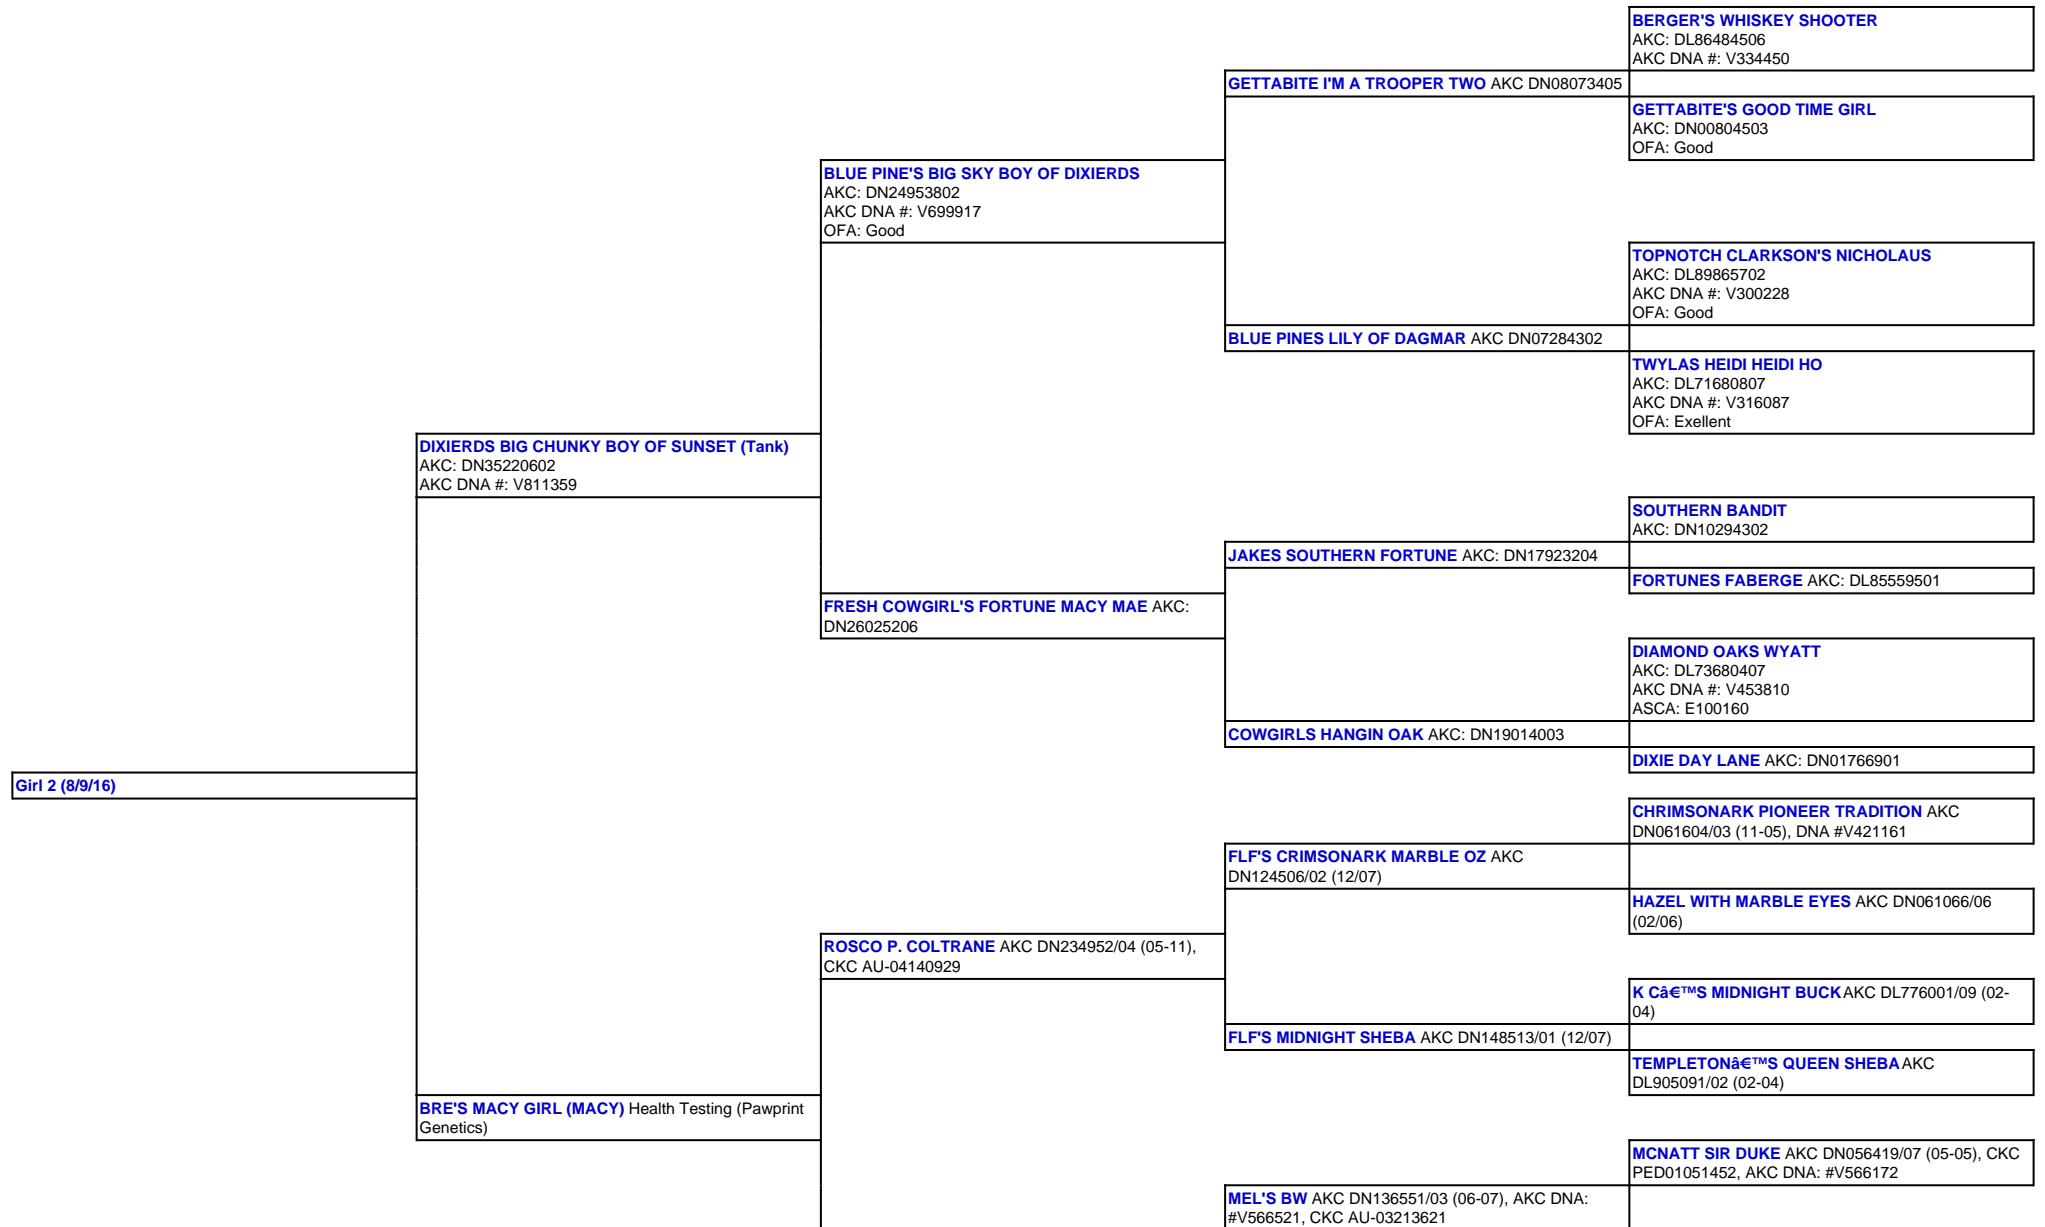 BERGER'S WHISKEY SHOOTER
AKC: DL86484506
AKC DNA #: V334450
GETTABITE I'M A TROOPER TWO AKC DN08073405
GETTABITE'S GOOD TIME GIRL
AKC: DN00804503
OFA: Good
BLUE PINE'S BIG SKY BOY OF DIXIERDS
AKC: DN24953802
AKC DNA #: V699917
OFA: Good
TOPNOTCH CLARKSON'S NICHOLAUS
AKC: DL89865702
AKC DNA #: V300228
OFA: Good
BLUE PINES LILY OF DAGMAR AKC DN07284302
TWYLAS HEIDI HEIDI HO
AKC: DL71680807
AKC DNA #: V316087
OFA: Exellent
DIXIERDS BIG CHUNKY BOY OF SUNSET (Tank)
AKC: DN35220602
AKC DNA #: V811359
SOUTHERN BANDIT
AKC: DN10294302
JAKES SOUTHERN FORTUNE AKC: DN17923204
FORTUNES FABERGE AKC: DL85559501
FRESH COWGIRL'S FORTUNE MACY MAE AKC:
DN26025206
DIAMOND OAKS WYATT
AKC: DL73680407
AKC DNA #: V453810
ASCA: E100160
COWGIRLS HANGIN OAK AKC: DN19014003
DIXIE DAY LANE AKC: DN01766901
Girl 2 (8/9/16)
CHRIMSONARK PIONEER TRADITION AKC
DN061604/03 (11-05), DNA #V421161
FLF'S CRIMSONARK MARBLE OZ AKC
DN124506/02 (12/07)
HAZEL WITH MARBLE EYES AKC DN061066/06
(02/06)
ROSCO P. COLTRANE AKC DN234952/04 (05-11),
CKC AU-04140929
K Câ€™S MIDNIGHT BUCK AKC DL776001/09 (02-
04)
FLF'S MIDNIGHT SHEBA AKC DN148513/01 (12/07)
TEMPLETONâ€™S QUEEN SHEBA AKC
DL905091/02 (02-04)
BRE'S MACY GIRL (MACY) Health Testing (Pawprint
Genetics)
MCNATT SIR DUKE AKC DN056419/07 (05-05), CKC
PED01051452, AKC DNA: #V566172
MEL'S BW AKC DN136551/03 (06-07), AKC DNA:
#V566521, CKC AU-03213621